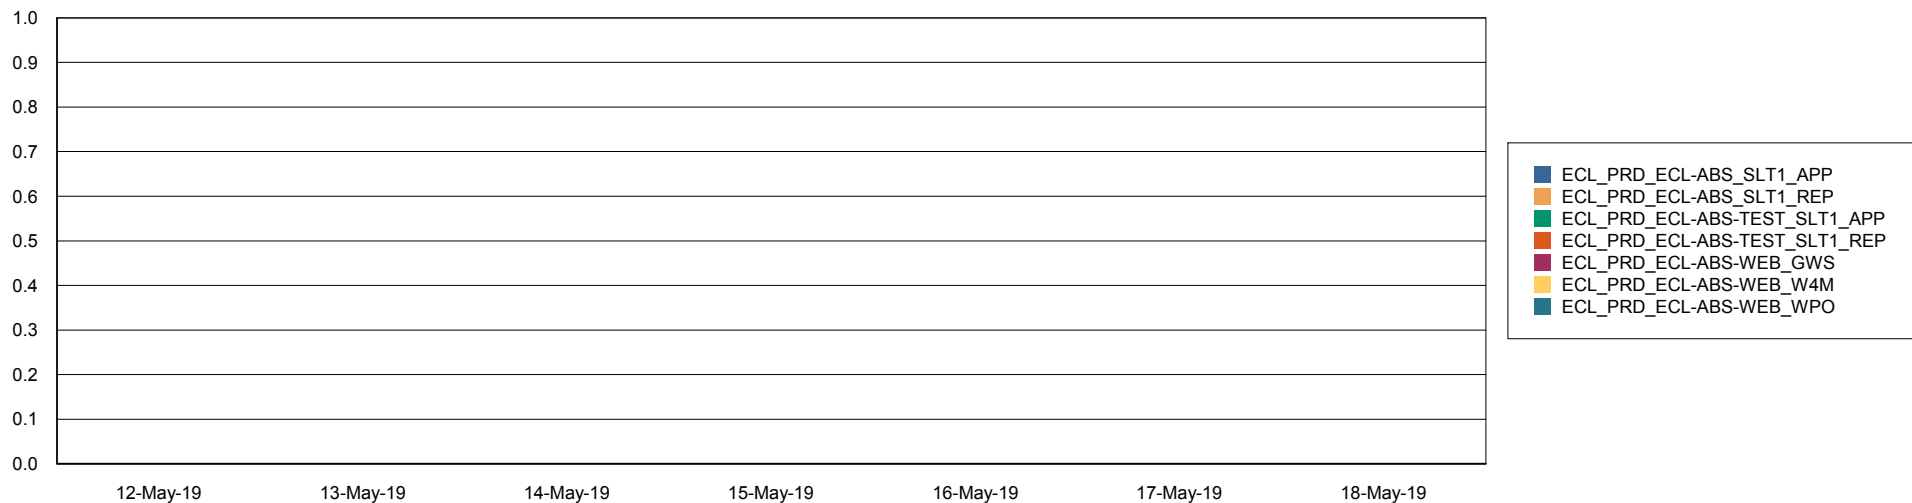 1.0
0.9
0.8
0.7
0.6
0.5
0.4
0.3
0.2
0.1
0.0
12-May-19 13-May-19 14-May-19 15-May-19 16-May-19 17-May-19 18-May-19
ECL_PRD_ECL-ABS_SLT1_APP
ECL_PRD_ECL-ABS_SLT1_REP
ECL_PRD_ECL-ABS-TEST_SLT1_APP
ECL_PRD_ECL-ABS-TEST_SLT1_REP
ECL_PRD_ECL-ABS-WEB_GWS
ECL_PRD_ECL-ABS-WEB_W4M
ECL_PRD_ECL-ABS-WEB_WPO